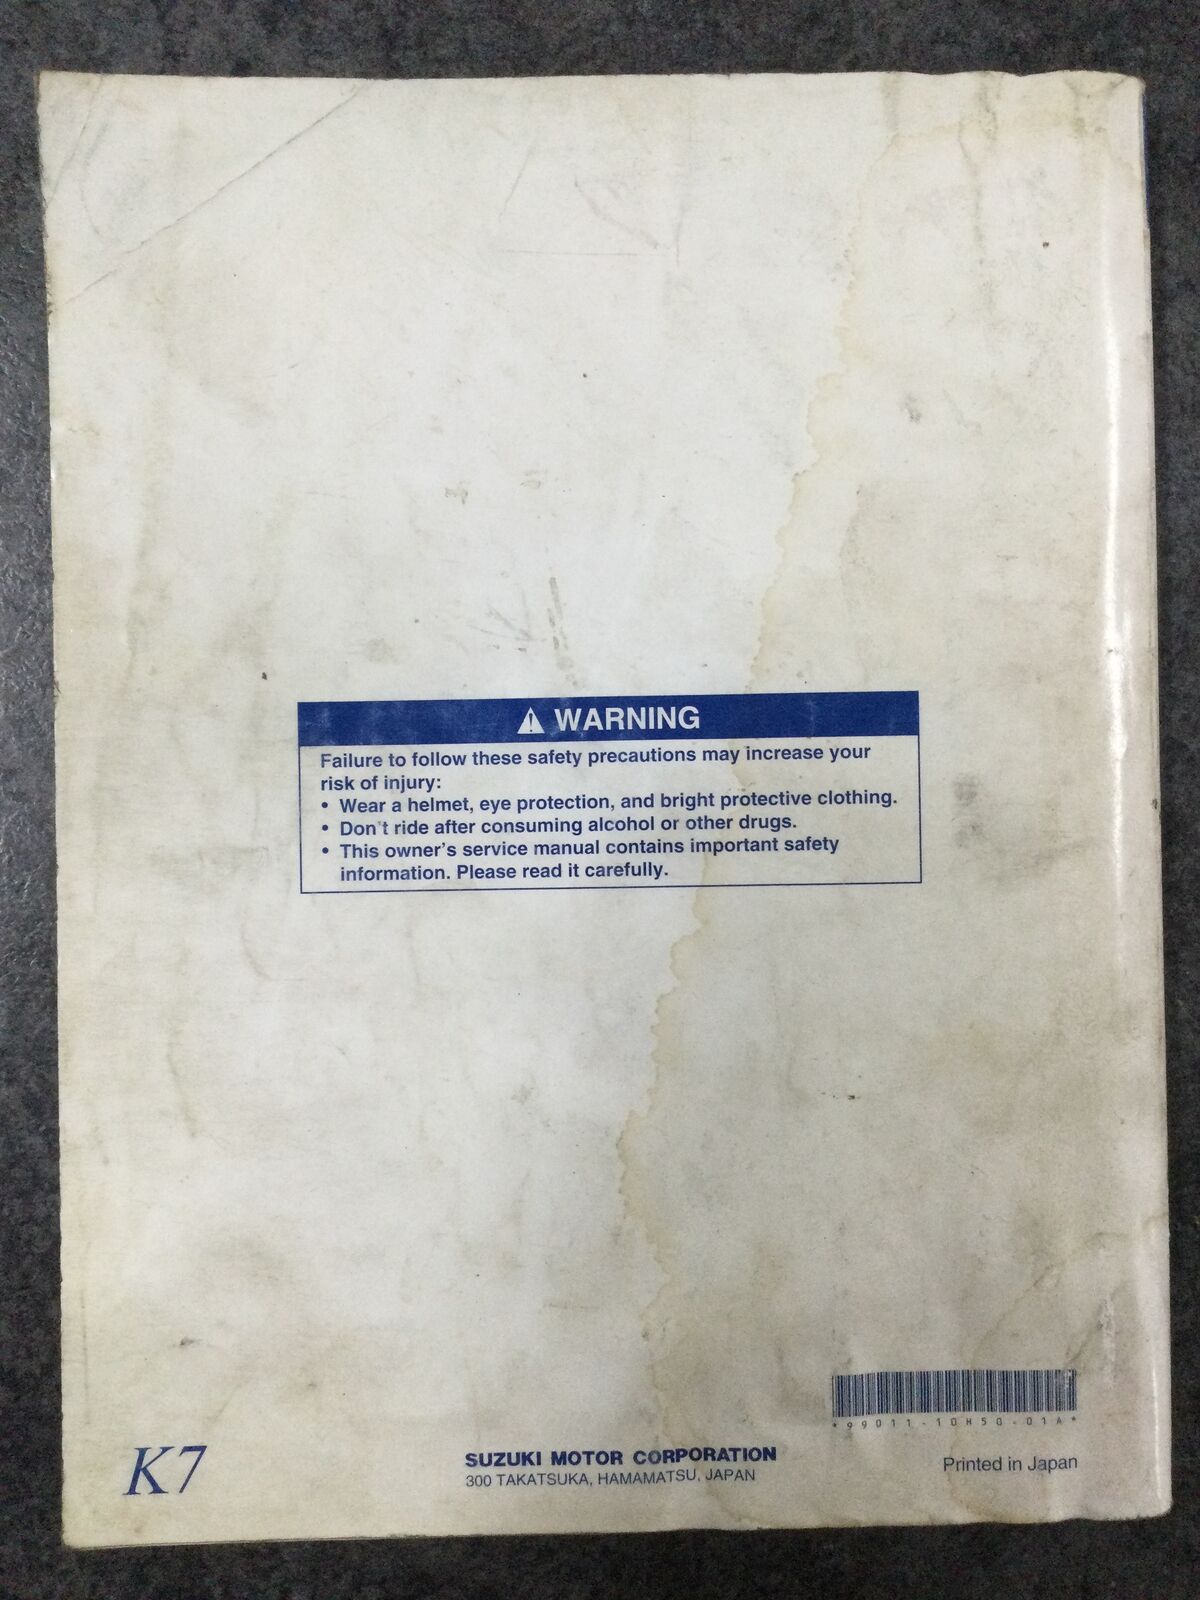 WARNING
Failure to follow these safety precautions may increase your
risk of injury:
• Wear a helmet, eye protection, and bright protective clothing.
• Don't ride after consuming alcohol or other drugs.
• This owner's service manual contains important safety
information. Please read it carefully.
*99011-10H50-01A*
K7
SUZUKI MOTOR CORPORATION
300 TAKATSUKA, HAMAMATSU, JAPAN
Printed in Japan